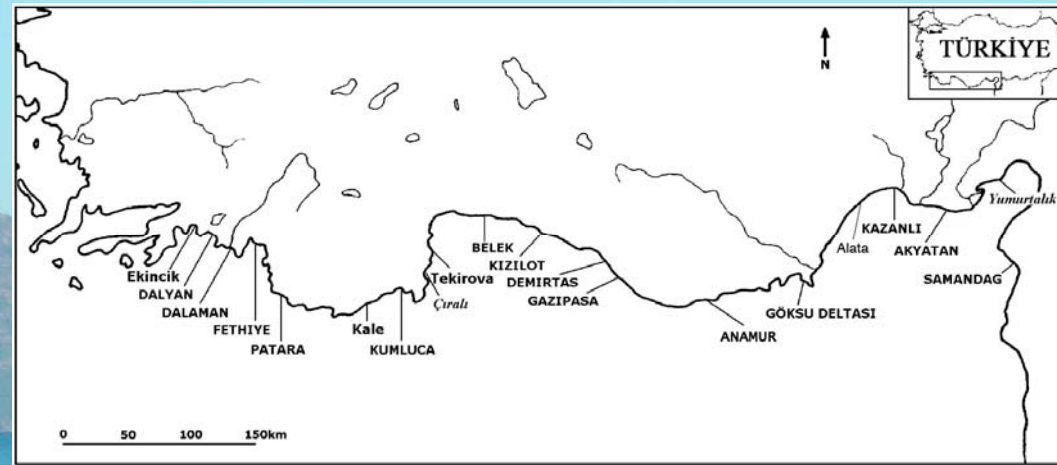 TÜRKİYE
N
Ekincik
DALYAN
DALAMAN
FETHIYE
PATARA
Kale
KUMLUCA
Tekirova
Çıralı
BELEK
KIZILOT
DEMIRTAS
GAZIPASA
ANAMUR
GÖKSU DELTASI
Alata
KAZANLI
AKYATAN
Yumurtalık
SAMANDAG
0 50 100 150km